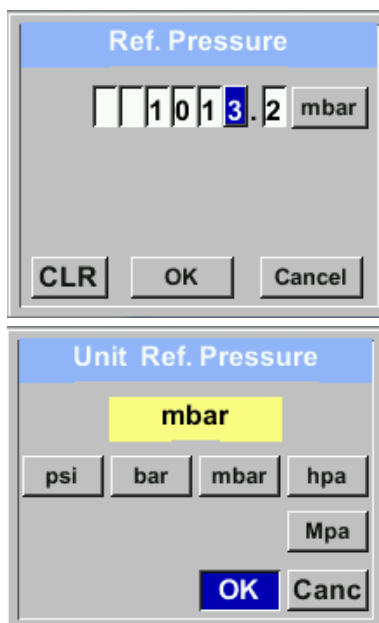 Ref. Pressure
1013.2 mbar
CLR OK Cancel
Unit Ref. Pressure
mbar
psi bar mbar hpa
Mpa
OK Canc